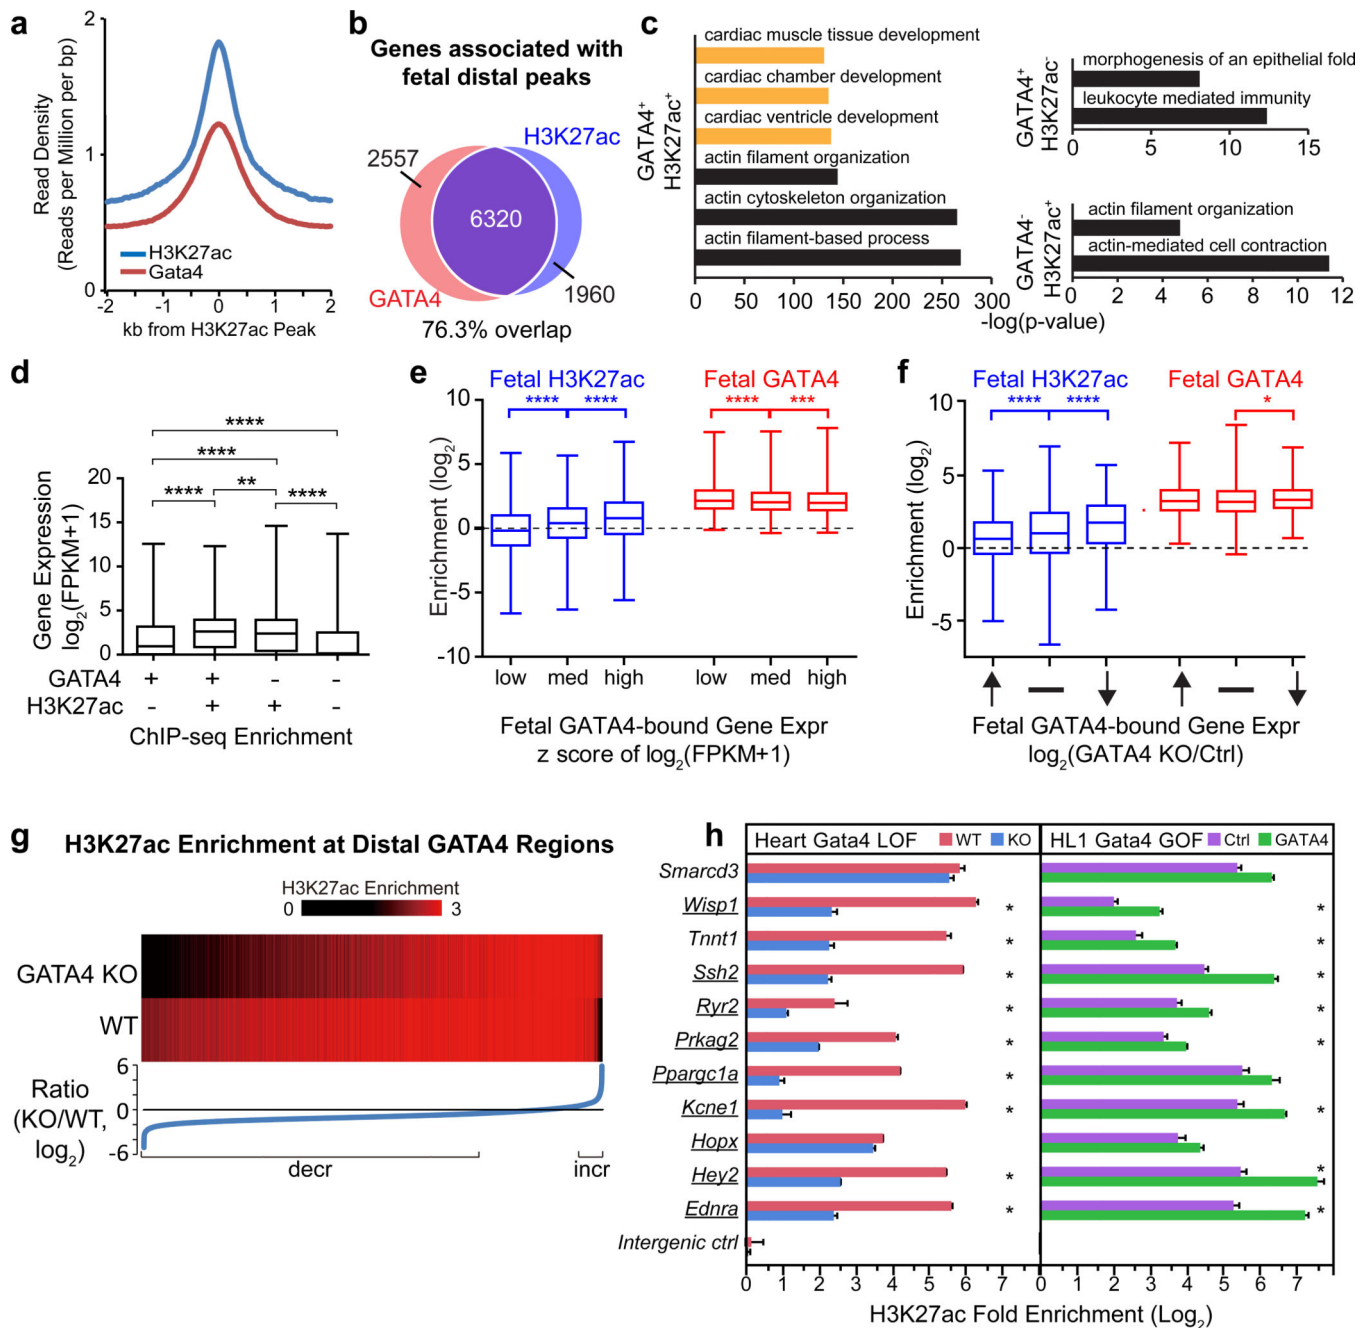 a
2
1
0
Read Density
(Reads per Million per bp)
H3K27ac
Gata4
-2 -1 0 1 2
kb from H3K27ac Peak
b
Genes associated with
fetal distal peaks
H3K27ac
2557
6320
GATA4
1960
76.3% overlap
c
GATA4+
H3K27ac+
cardiac muscle tissue development
cardiac chamber development
cardiac ventricle development
actin filament organization
actin cytoskeleton organization
actin filament-based process
0 50 100 150 200 250 300
-log(p-value)
GATA4+
H3K27ac-
morphogenesis of an epithelial fold
leukocyte mediated immunity
0 5 10 15
GATA4-
H3K27ac+
actin filament organization
actin-mediated cell contraction
0 2 4 6 8 10 12 14
d
****
****
**** ** ****
20
15
10
5
0
Gene Expression
log2(FPKM+1)
GATA4 + + - -
H3K27ac - + + -
ChIP-seq Enrichment
e
Fetal H3K27ac Fetal GATA4
**** **** **** ***
10
5
0
-5
-10
Enrichment (log2)
low med high low med high
Fetal GATA4-bound Gene Expr
z score of log2(FPKM+1)
f
Fetal H3K27ac Fetal GATA4
**** **** *
10
5
0
-5
Enrichment (log2)
Fetal GATA4-bound Gene Expr
log2(GATA4 KO/Ctrl)
g
H3K27ac Enrichment at Distal GATA4 Regions
H3K27ac Enrichment
0 3
GATA4 KO
WT
6
0
-6
Ratio
(KO/WT,
log2)
decr incr
h
Heart Gata4 LOF WT KO HL1 Gata4 GOF Ctrl GATA4
Smarcd3
Wisp1 * *
Tnnt1 * *
Ssh2 * *
Ryr2 * *
Prkag2 * *
Ppargc1a *
Kcne1 * *
Hopx
Hey2 * *
Ednra * *
Intergenic ctrl
0 1 2 3 4 5 6 7 0 1 2 3 4 5 6 7
H3K27ac Fold Enrichment (Log2)